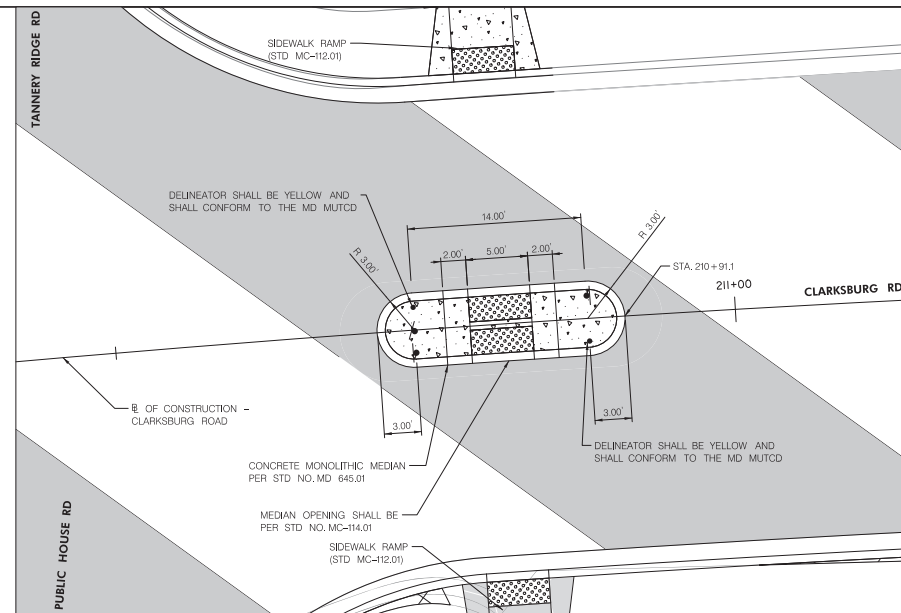 TANNERY RIDGE RD
SIDEWALK RAMP
(STD MC-112.01)
DELINEATOR SHALL BE YELLOW AND
SHALL CONFORM TO THE MD MUTCD
14.00'
2.00'
5.00'
2.00'
R 3.00'
R 3.00'
STA. 210+91.1
211+00
CLARKSBURG RD
℄ OF CONSTRUCTION -
CLARKSBURG ROAD
3.00'
3.00'
DELINEATOR SHALL BE YELLOW AND
SHALL CONFORM TO THE MD MUTCD
CONCRETE MONOLITHIC MEDIAN
PER STD NO. MD 645.01
MEDIAN OPENING SHALL BE
PER STD NO. MC-114.01
SIDEWALK RAMP
(STD MC-112.01)
PUBLIC HOUSE RD